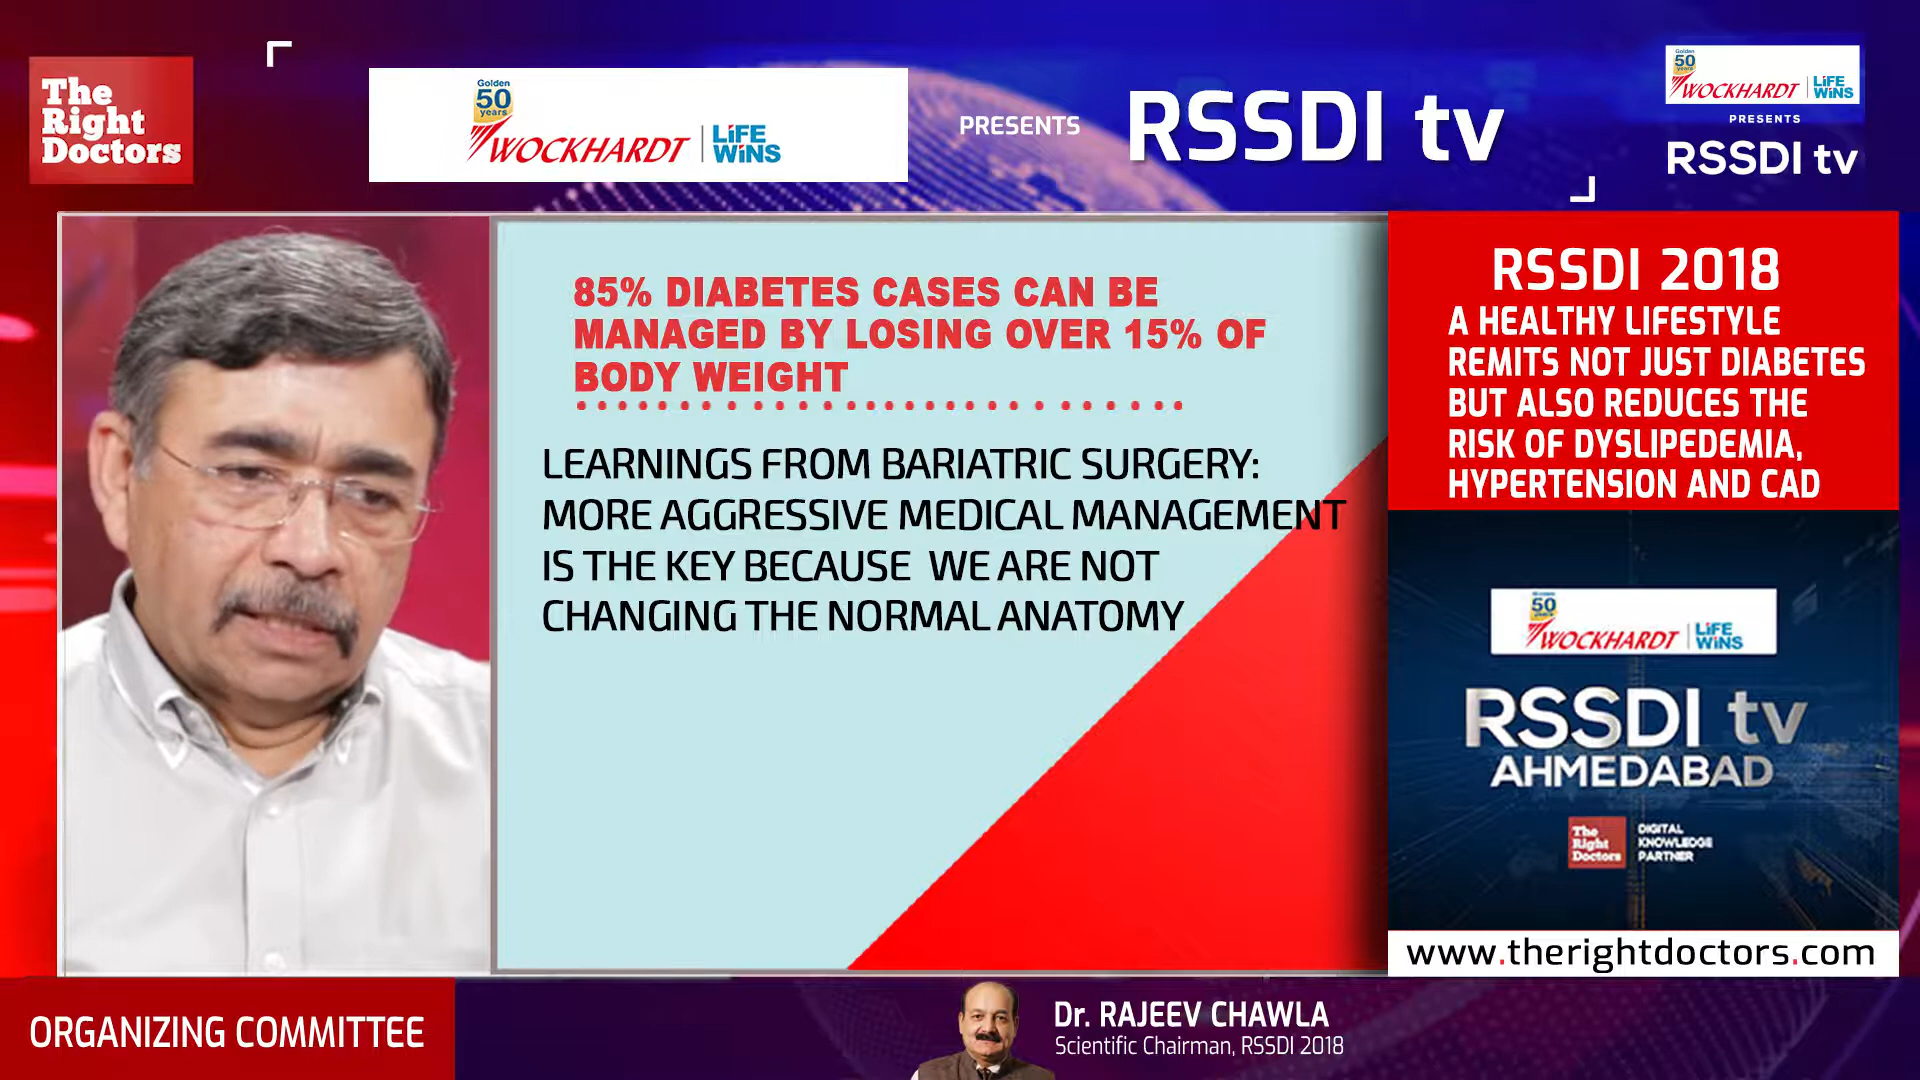 The
Right
Doctors
Golden
50
years
WOCKHARDT
LiFE
WiNS
PRESENTS
RSSDI tv
Golden
50
years
WOCKHARDT
LiFE
WiNS
PRESENTS
RSSDI tv
85% DIABETES CASES CAN BE
MANAGED BY LOSING OVER 15% OF
BODY WEIGHT
LEARNINGS FROM BARIATRIC SURGERY:
MORE AGGRESSIVE MEDICAL MANAGEMENT
IS THE KEY BECAUSE WE ARE NOT
CHANGING THE NORMAL ANATOMY
RSSDI 2018
A HEALTHY LIFESTYLE
REMITS NOT JUST DIABETES
BUT ALSO REDUCES THE
RISK OF DYSLIPEDEMIA,
HYPERTENSION AND CAD
50
years
WOCKHARDT
LiFE
WiNS
RSSDI tv
AHMEDABAD
The
Right
Doctors
DIGITAL
KNOWLEDGE
PARTNER
www.therightdoctors.com
ORGANIZING COMMITTEE
Dr. RAJEEV CHAWLA
Scientific Chairman, RSSDI 2018